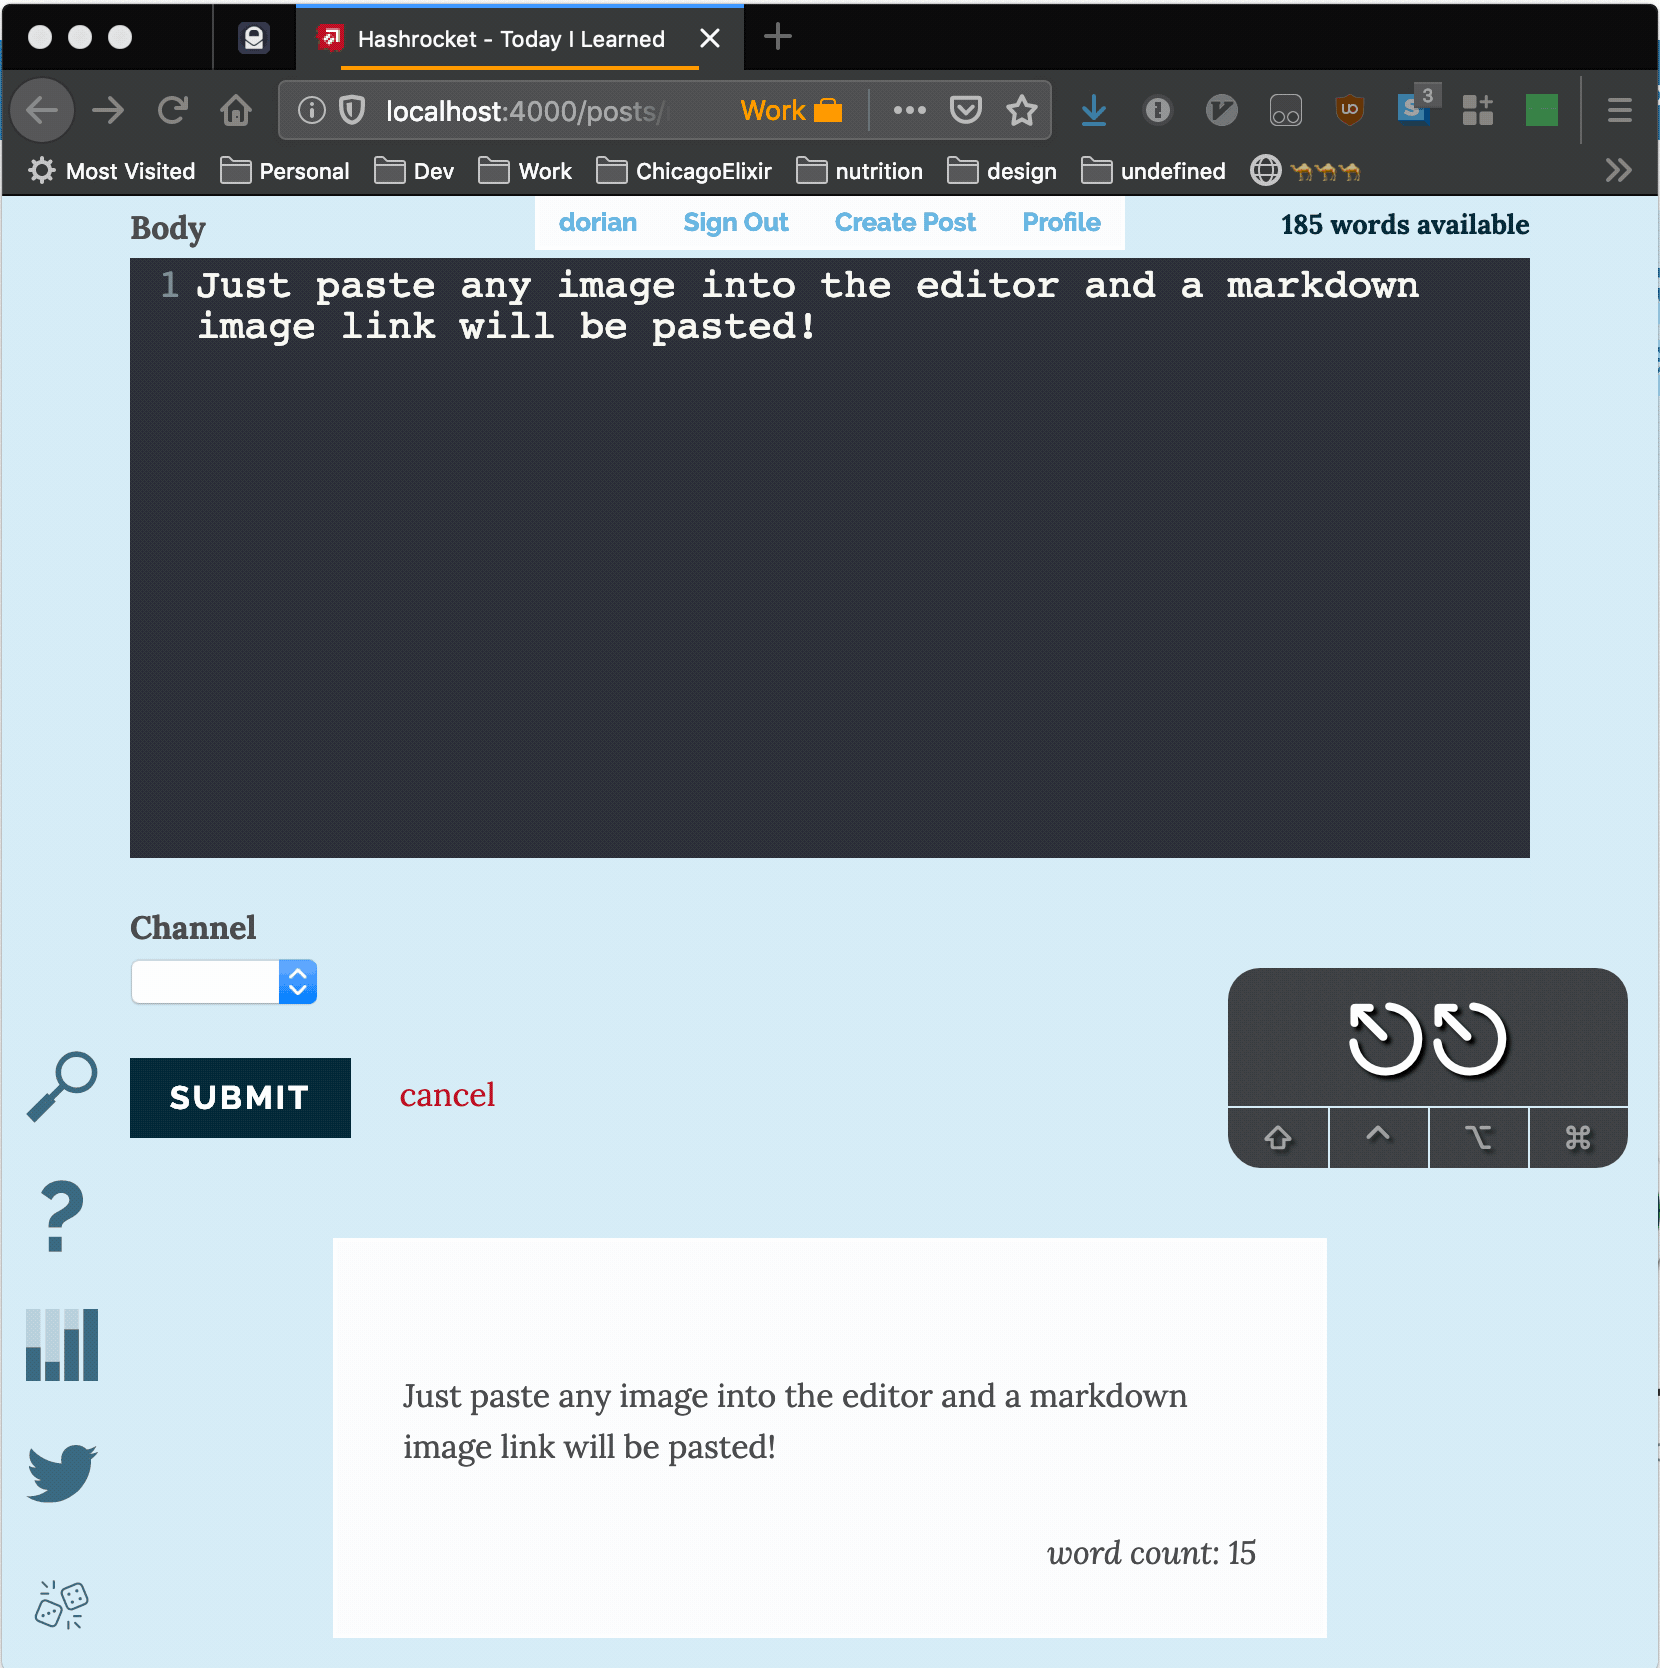 Hashrocket - Today I Learned
localhost:4000/posts/
Work
3
Most Visited Personal Dev Work ChicagoElixir nutrition design undefined
Body
dorian Sign Out Create Post Profile
185 words available
1 Just paste any image into the editor and a markdown
image link will be pasted!
Channel
SUBMIT
cancel
Just paste any image into the editor and a markdown
image link will be pasted!
word count: 15